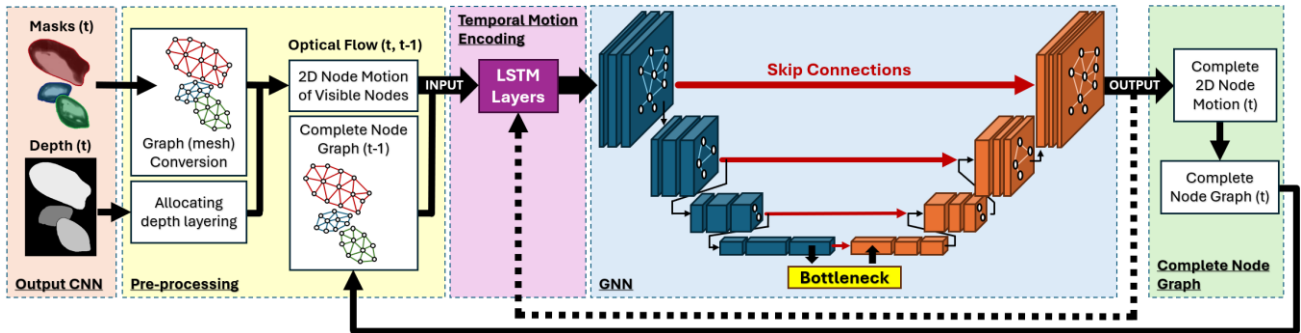 Masks (t)
Depth (t)
Output CNN
Graph (mesh)
Conversion
Allocating
depth layering
Pre-processing
Optical Flow (t, t-1)
2D Node Motion
of Visible Nodes
Complete Node
Graph (t-1)
INPUT
Temporal Motion
Encoding
LSTM
Layers
Skip Connections
Bottleneck
GNN
OUTPUT
Complete
2D Node
Motion (t)
Complete
Node Graph (t)
Complete Node
Graph